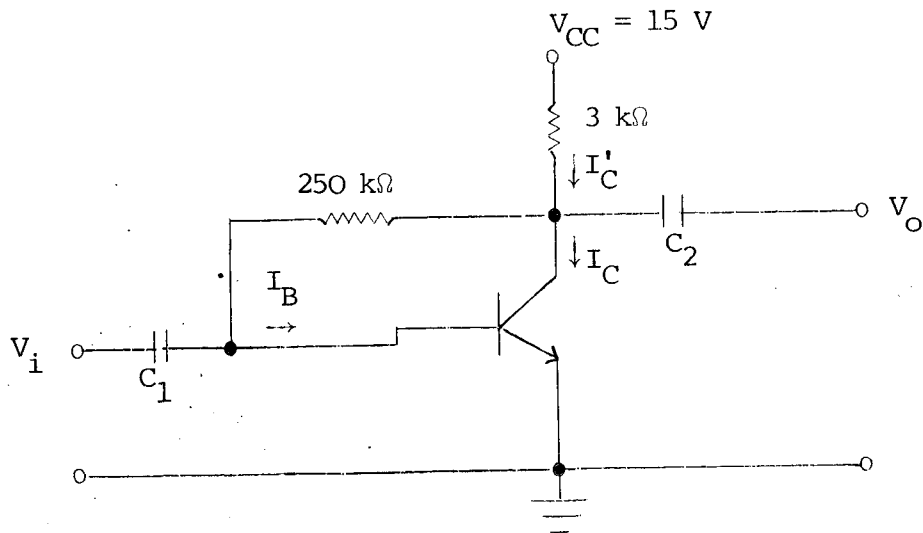 V_CC = 15 V
3 kΩ
↓ I'_C
250 kΩ
V_o
C_2
↓ I_C
I_B
→
V_i
C_1